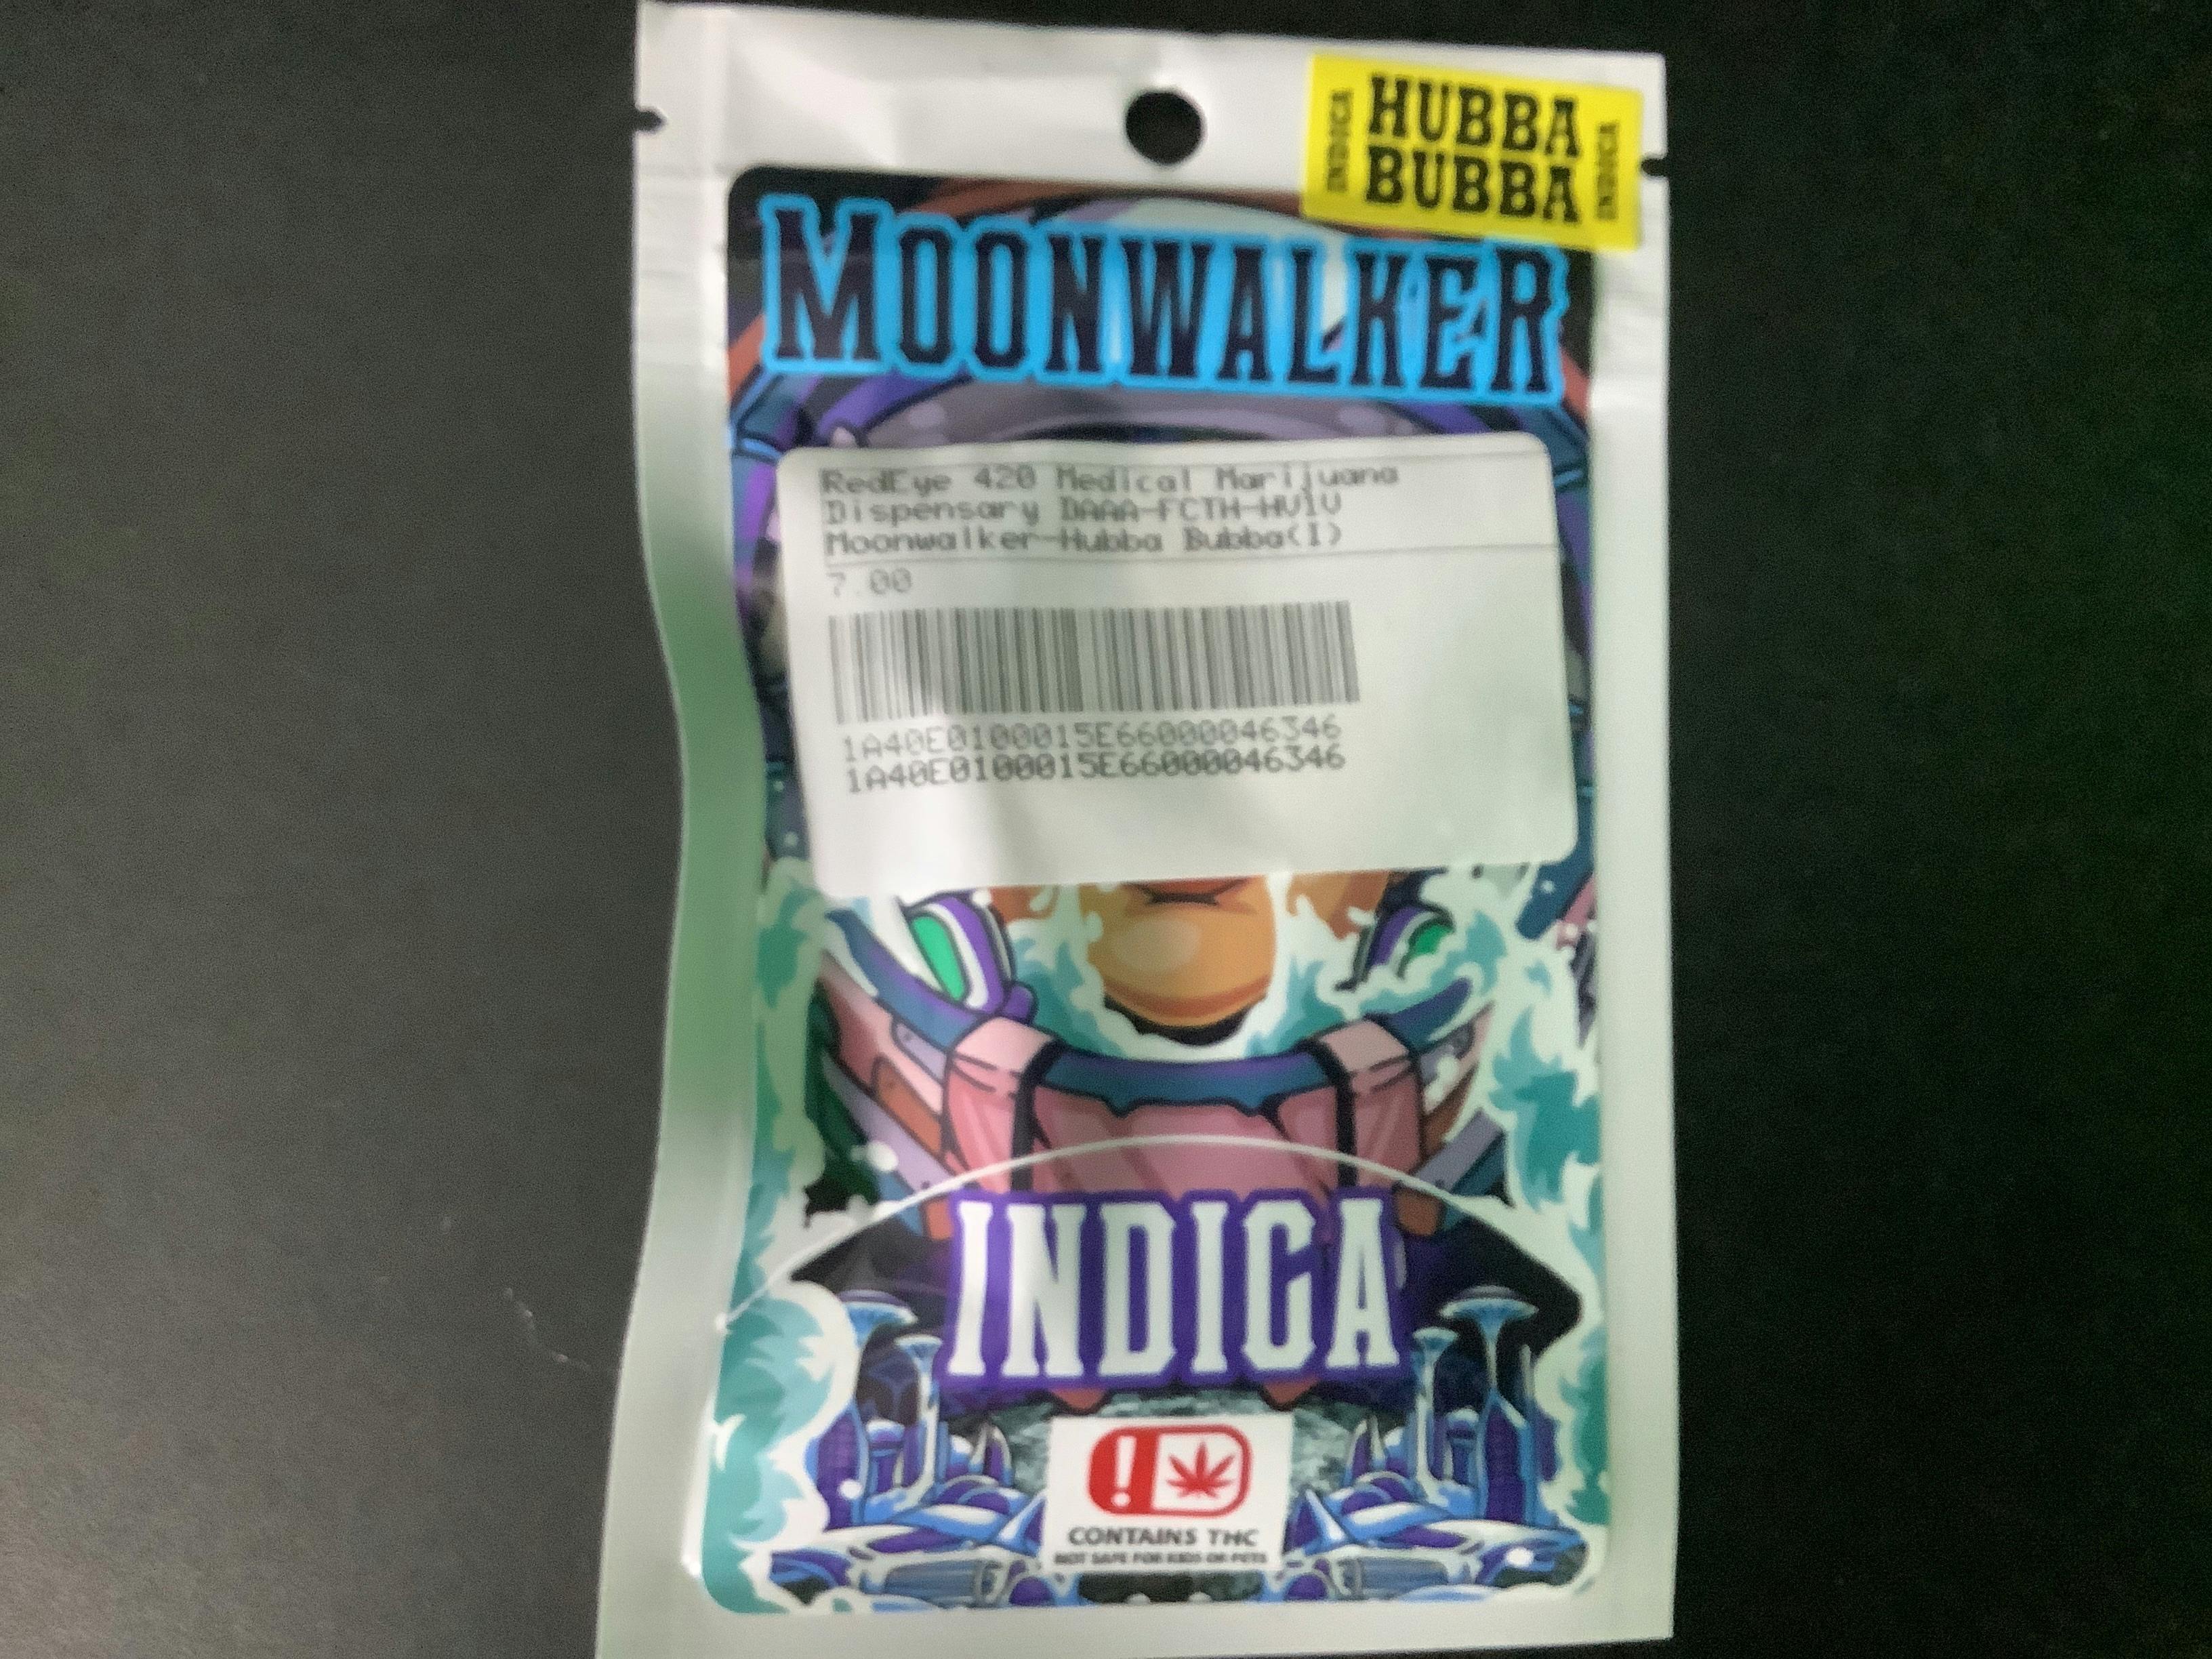 HUBBA
BUBBA
INDICA
INDICA
MOONWALKER
RedEye 420 Medical Marijuana
Dispensary DAAA-FCTH-HV1V
Moonwalker-Hubba Bubba(1)
7.00
1A40E0100015E66000046346
1A40E0100015E66000046346
INDICA
!
CONTAINS THC
NOT SAFE FOR KIDS OR PETS